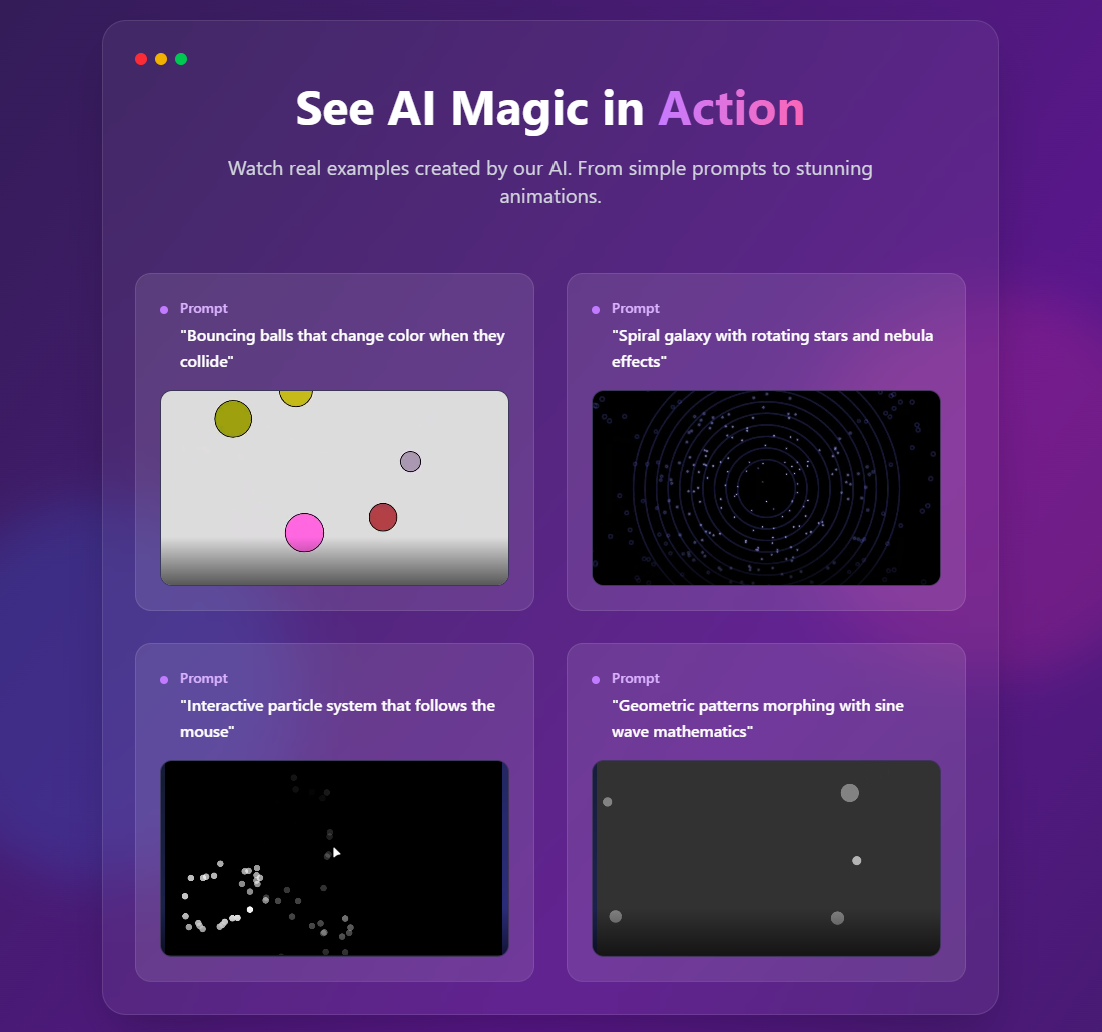 See AI Magic in Action
Watch real examples created by our AI. From simple prompts to stunning
animations.
Prompt
"Bouncing balls that change color when they
collide"
Prompt
"Spiral galaxy with rotating stars and nebula
effects"
Prompt
"Interactive particle system that follows the
mouse"
Prompt
"Geometric patterns morphing with sine
wave mathematics"